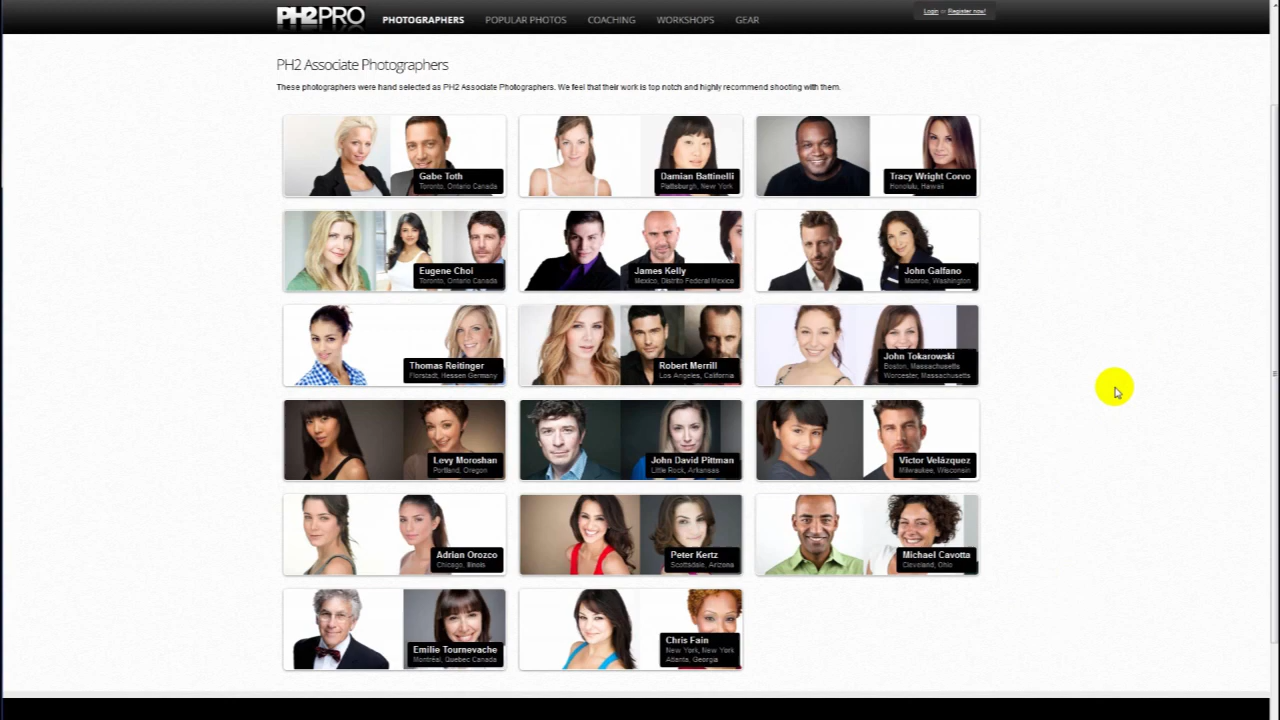 PH2PRO PHOTOGRAPHERS POPULAR PHOTOS COACHING WORKSHOPS GEAR Login or Register now!
PH2 Associate Photographers
These photographers were hand selected as PH2 Associate Photographers. We feel that their work is top notch and highly recommend shooting with them.
Gabe Toth
Toronto, Ontario Canada
Damian Battinelli
Plattsburgh, New York
Tracy Wright Corvo
Honolulu, Hawaii
Eugene Choi
Toronto, Ontario Canada
James Kelly
Mexico, Distrito Federal Mexico
John Galfano
Monroe, Washington
Thomas Reitinger
Florstadt, Hessen Germany
Robert Merrill
Los Angeles, California
John Tokarowski
Boston, Massachusetts
Worcester, Massachusetts
Levy Moroshan
Portland, Oregon
John David Pittman
Little Rock, Arkansas
Victor Velázquez
Milwaukee, Wisconsin
Adrian Orozco
Chicago, Illinois
Peter Kertz
Scottsdale, Arizona
Michael Cavotta
Cleveland, Ohio
Emilie Tournevache
Montréal, Quebec Canada
Chris Fain
New York, New York
Atlanta, Georgia